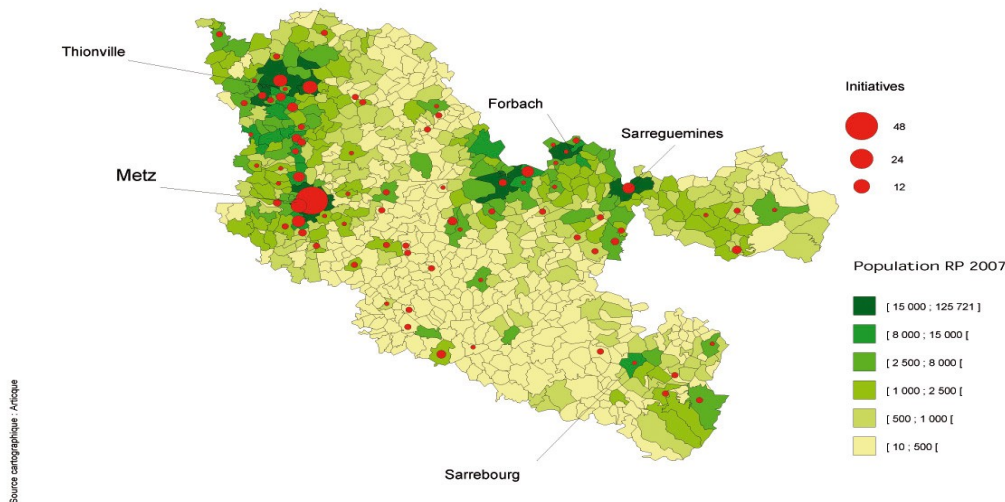 Thionville
Forbach
Sarreguemines
Metz
Sarrebourg
Initiatives
48
24
12
Population RP 2007
[ 15 000 ; 125 721 ]
[ 8 000 ; 15 000 [
[ 2 500 ; 8 000 [
[ 1 000 ; 2 500 [
[ 500 ; 1 000 [
[ 10 ; 500 [
Source cartographique : Artique